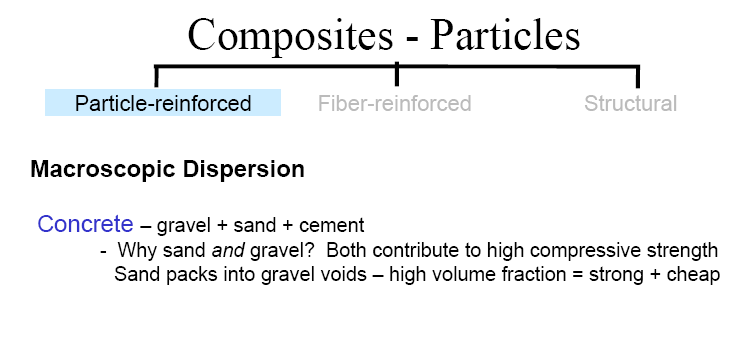 Composites - Particles
Particle-reinforced Fiber-reinforced Structural
Macroscopic Dispersion
Concrete – gravel + sand + cement
- Why sand and gravel? Both contribute to high compressive strength
Sand packs into gravel voids – high volume fraction = strong + cheap